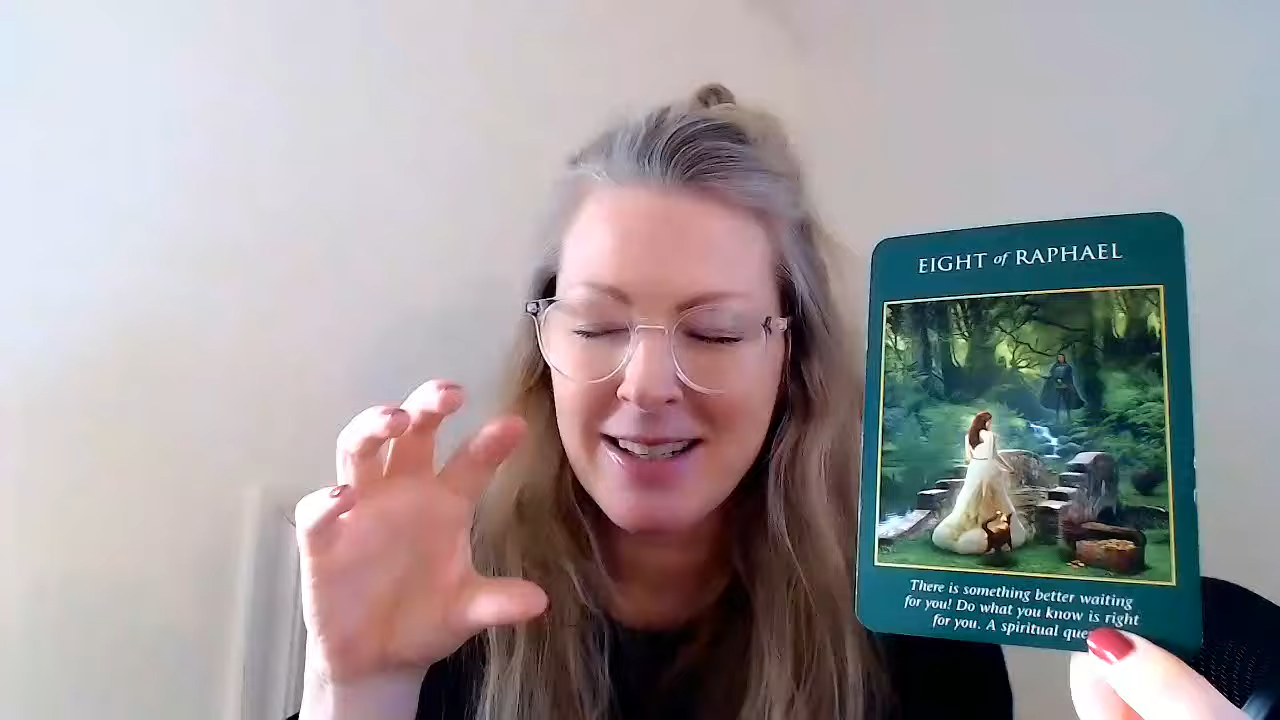 EIGHT of RAPHAEL
There is something better waiting
for you! Do what you know is right
for you. A spiritual